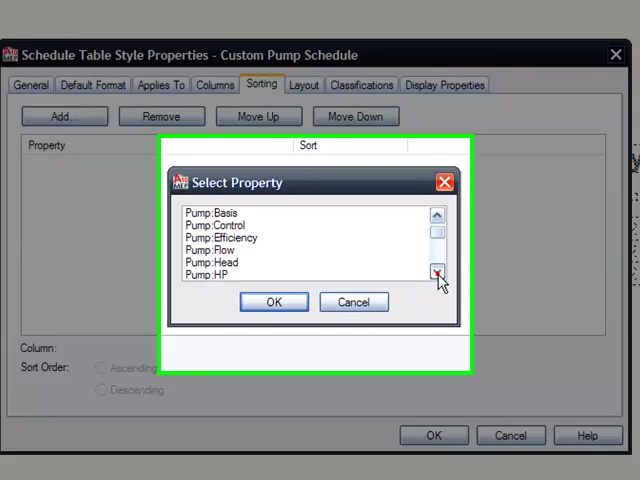 Schedule Table Style Properties - Custom Pump Schedule
General Default Format Applies To Columns Sorting Layout Classifications Display Properties
Add... Remove Move Up Move Down
Property Sort
Select Property
Pump:Basis
Pump:Control
Pump:Efficiency
Pump:Flow
Pump:Head
Pump:HP
OK Cancel
Column:
Sort Order: Ascending
Descending
OK Cancel Help